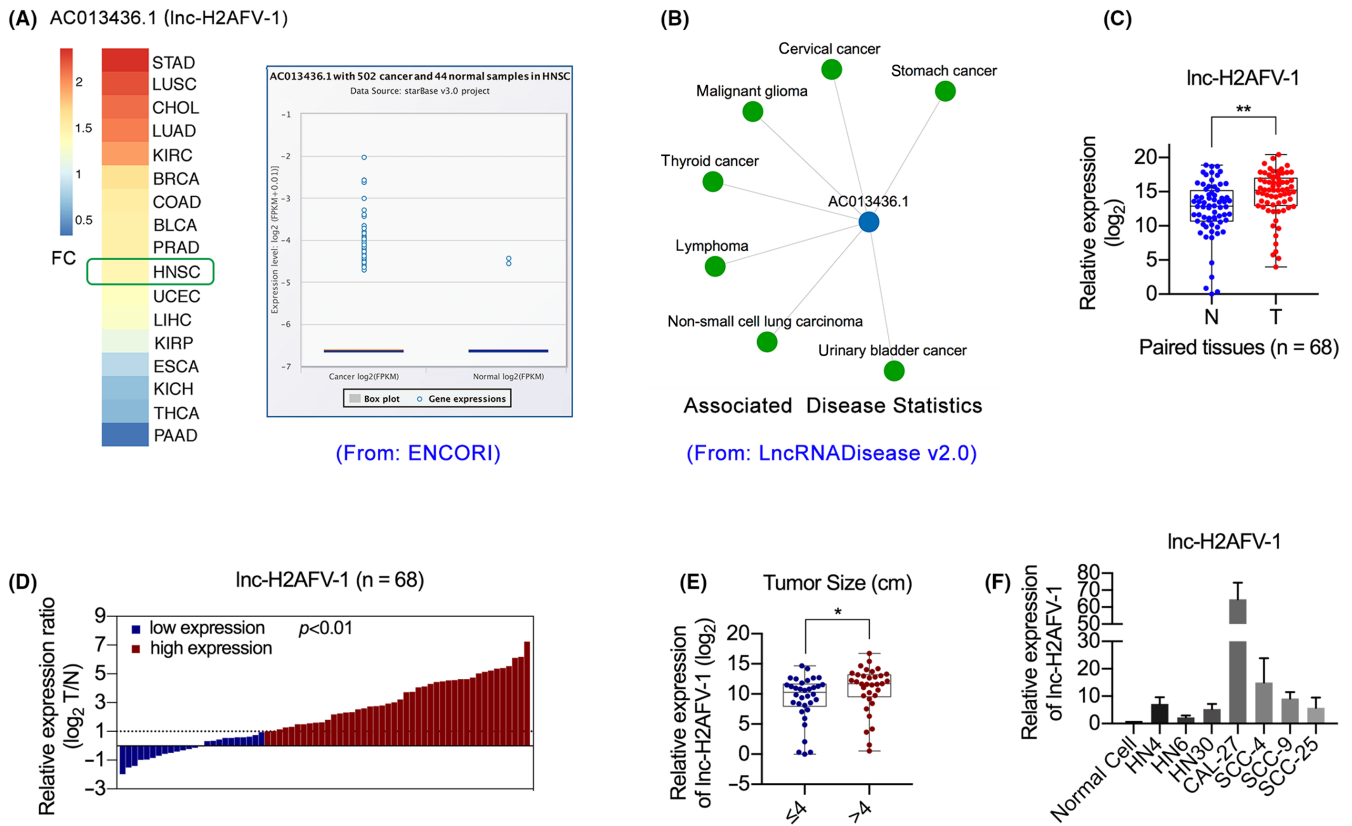 (A) AC013436.1 (lnc-H2AFV-1)
2
1.5
1
0.5
FC
STAD
LUSC
CHOL
LUAD
KIRC
BRCA
COAD
BLCA
PRAD
HNSC
UCEC
LIHC
KIRP
ESCA
KICH
THCA
PAAD
AC013436.1 with 502 cancer and 44 normal samples in HNSC
Data Source: starBase v3.0 project
Expression level: log2 (FPKM+0.01)]
-1
-2
-3
-4
-5
-6
-7
Cancer log2(FPKM)
Normal log2(FPKM)
Box plot
Gene expressions
(From: ENCORI)
(B)
Cervical cancer
Stomach cancer
Malignant glioma
Thyroid cancer
AC013436.1
Lymphoma
Non-small cell lung carcinoma
Urinary bladder cancer
Associated Disease Statistics
(From: LncRNADisease v2.0)
(C)
lnc-H2AFV-1
**
Relative expression
(log2)
20
15
10
5
0
N
T
Paired tissues (n = 68)
(D)
lnc-H2AFV-1 (n = 68)
Relative expression ratio
(log2 T/N)
9
7
5
3
1
−1
−3
low expression
p<0.01
high expression
(E)
Tumor Size (cm)
*
Relative expression
of lnc-H2AFV-1 (log2)
20
15
10
5
0
−5
≤4
>4
(F)
lnc-H2AFV-1
Relative expression
of lnc-H2AFV-1
80
70
60
50
30
20
10
0
Normal Cell
HN4
HN6
HN30
CAL-27
SCC-4
SCC-9
SCC-25